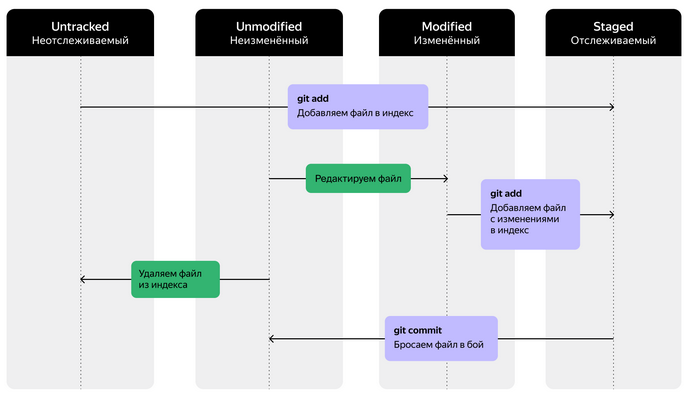 Untracked
Неотслеживаемый
Unmodified
Неизменённый
Modified
Изменённый
Staged
Отслеживаемый
git add
Добавляем файл в индекс
Редактируем файл
git add
Добавляем файл
с изменениями
в индекс
Удаляем файл
из индекса
git commit
Бросаем файл в бой